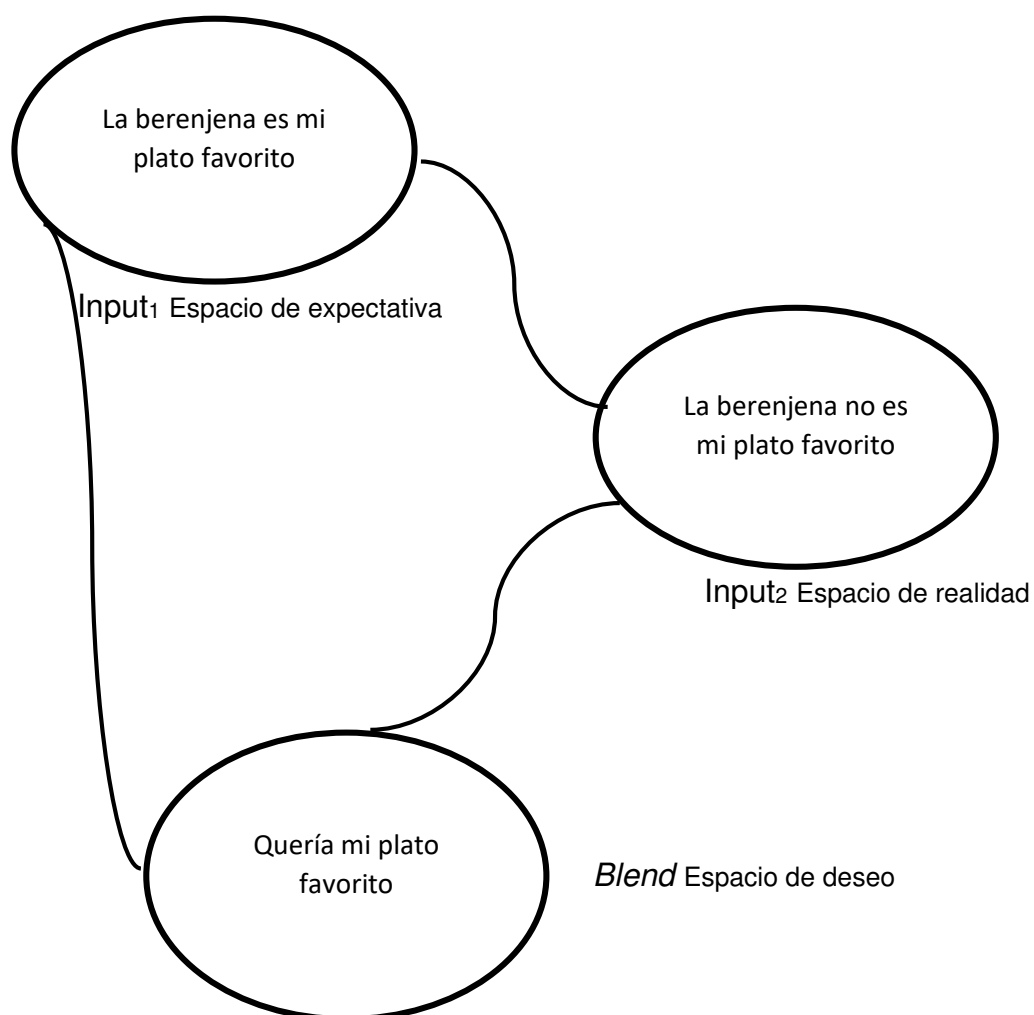 La berenjena es mi
plato favorito
Input₁ Espacio de expectativa
La berenjena no es
mi plato favorito
Input₂ Espacio de realidad
Quería mi plato
favorito
Blend Espacio de deseo